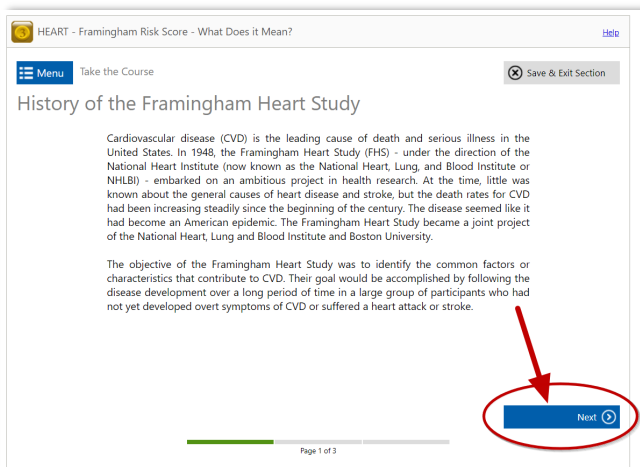 3
HEART - Framingham Risk Score - What Does it Mean?
Help
Menu
Take the Course
Save & Exit Section
History of the Framingham Heart Study
Cardiovascular disease (CVD) is the leading cause of death and serious illness in the
United States. In 1948, the Framingham Heart Study (FHS) - under the direction of the
National Heart Institute (now known as the National Heart, Lung, and Blood Institute or
NHLBI) - embarked on an ambitious project in health research. At the time, little was
known about the general causes of heart disease and stroke, but the death rates for CVD
had been increasing steadily since the beginning of the century. The disease seemed like it
had become an American epidemic. The Framingham Heart Study became a joint project
of the National Heart, Lung and Blood Institute and Boston University.
The objective of the Framingham Heart Study was to identify the common factors or
characteristics that contribute to CVD. Their goal would be accomplished by following the
disease development over a long period of time in a large group of participants who had
not yet developed overt symptoms of CVD or suffered a heart attack or stroke.
Next
Page 1 of 3